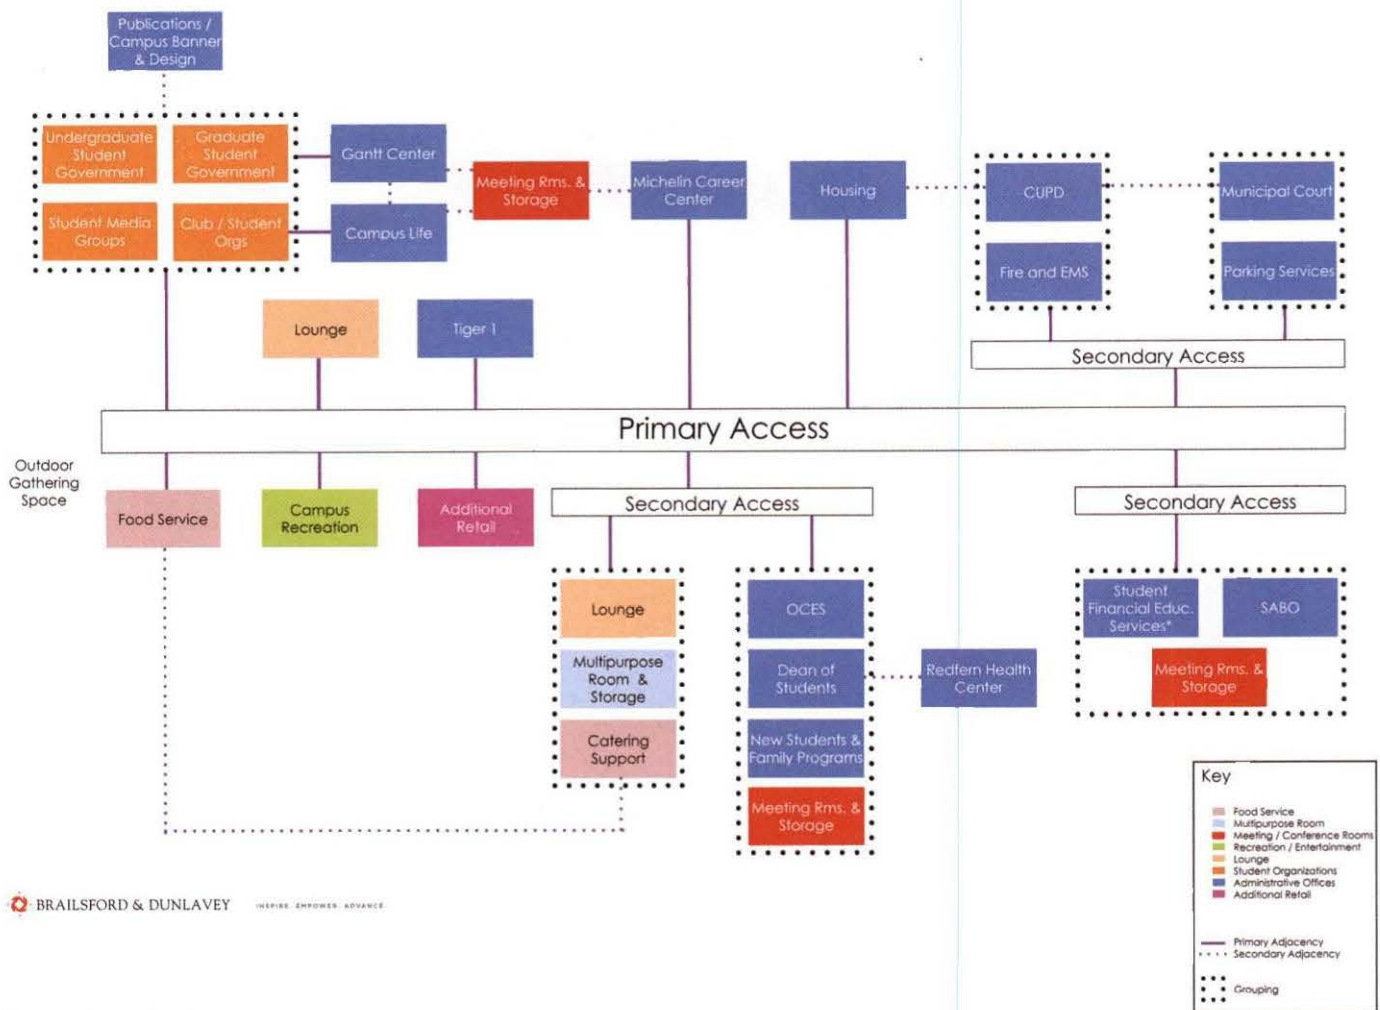 Publications /
Campus Banner
& Design
Undergraduate
Student
Government
Graduate
Student
Government
Student Media
Groups
Club / Student
Orgs
Gantt Center
Campus Life
Meeting Rms. &
Storage
Michelin Career
Center
Housing
CUPD
Fire and EMS
Municipal Court
Parking Services
Lounge
Tiger 1
Secondary Access
Primary Access
Outdoor
Gathering
Space
Food Service
Campus
Recreation
Additional
Retail
Secondary Access
Secondary Access
Lounge
Multipurpose
Room &
Storage
Catering
Support
OCES
Dean of
Students
New Students &
Family Programs
Meeting Rms. &
Storage
Redfern Health
Center
Student
Financial Educ.
Services*
SABO
Meeting Rms. &
Storage
Key
Food Service
Multipurpose Room
Meeting / Conference Rooms
Recreation / Entertainment
Lounge
Student Organizations
Administrative Offices
Additional Retail
Primary Adjacency
Secondary Adjacency
Grouping
BRAILSFORD & DUNLAVEY
INSPIRE. EMPOWER. ADVANCE.